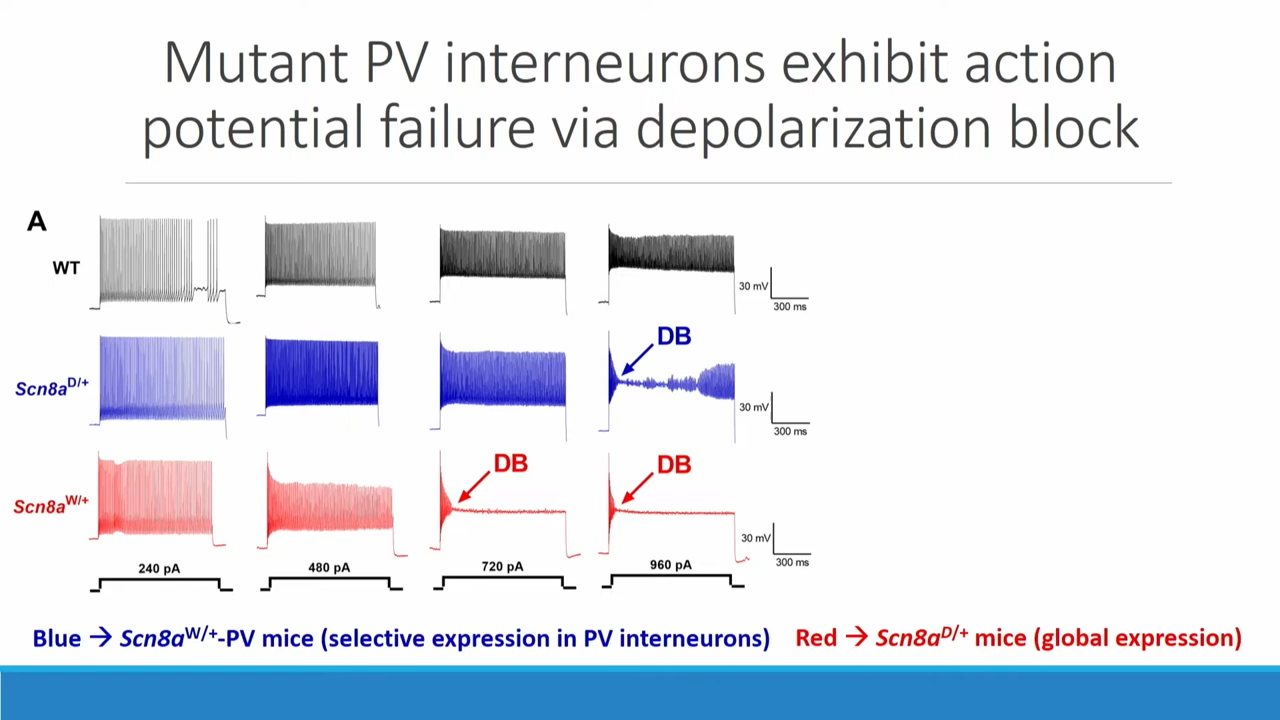 Mutant PV interneurons exhibit action
potential failure via depolarization block
A
WT
30 mV
300 ms
Scn8aD/+
DB
30 mV
300 ms
Scn8aW/+
DB
DB
30 mV
300 ms
240 pA
480 pA
720 pA
960 pA
Blue → Scn8aW/+-PV mice (selective expression in PV interneurons)
Red → Scn8aD/+ mice (global expression)